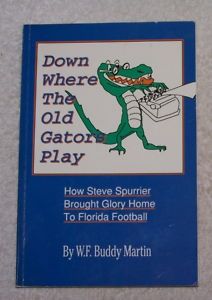 Down
Where
The
Old
Gators
Play
How Steve Spurrier
Brought Glory Home
To Florida Football
By W.F. Buddy Martin